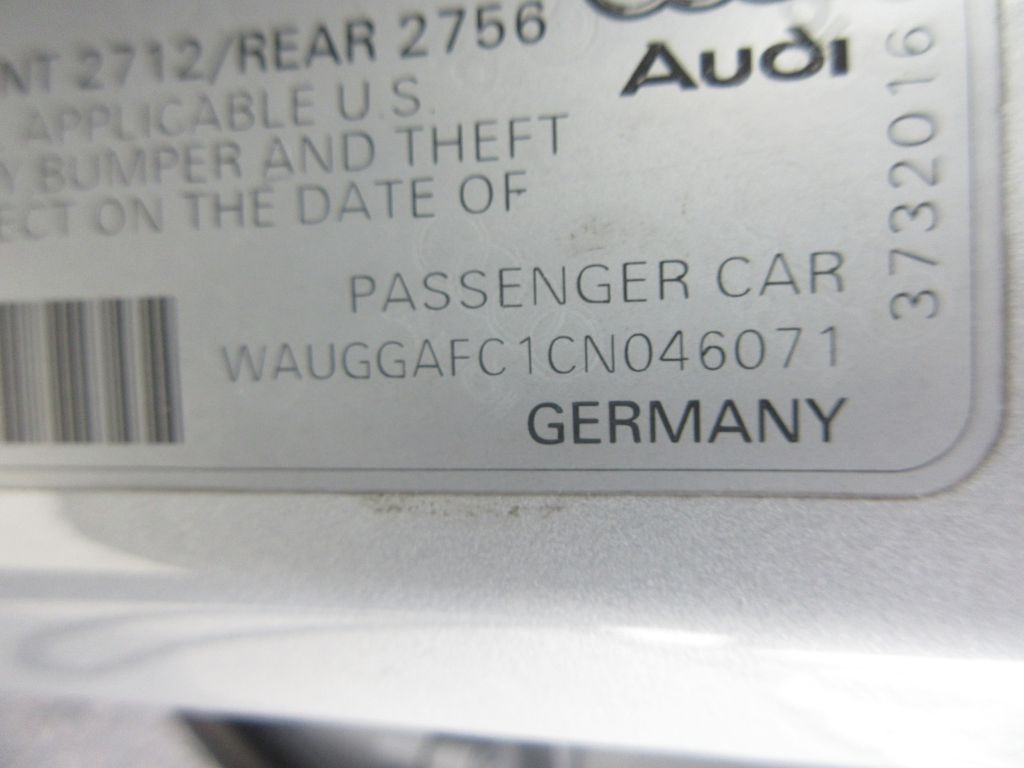 NT 2712/REAR 2756
Audi
APPLICABLE U.S.
Y BUMPER AND THEFT
ECT ON THE DATE OF
PASSENGER CAR
WAUGGAFC1CN046071
GERMANY
3732016